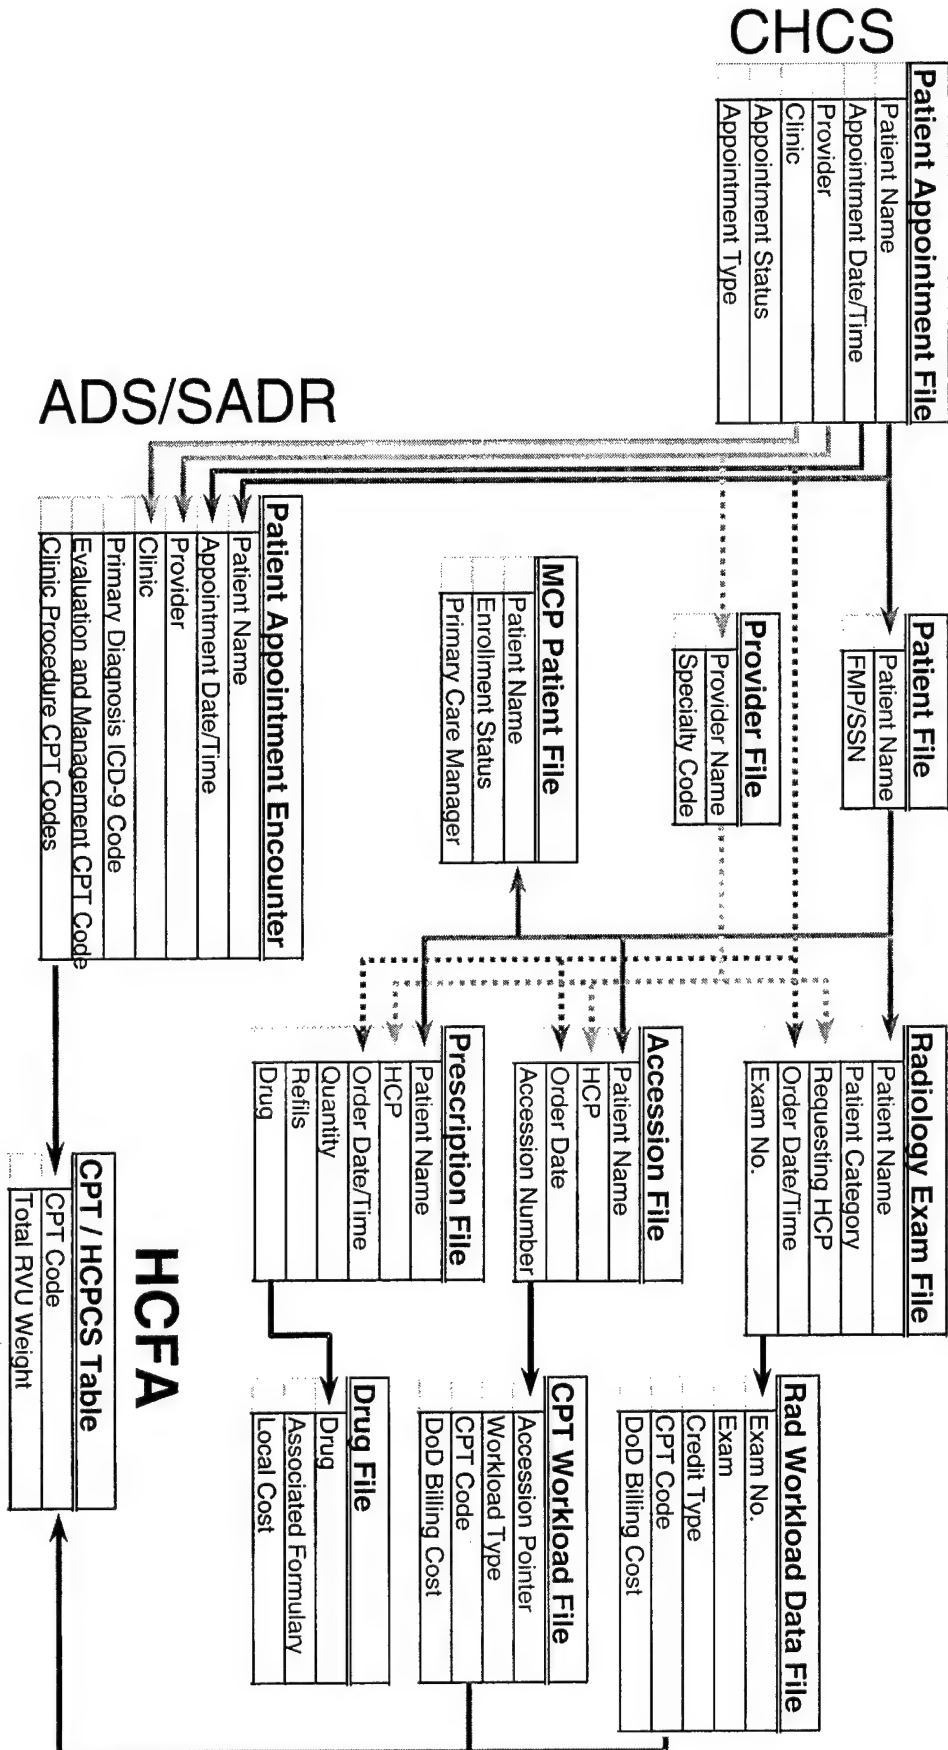 CHCS
Patient Appointment File
Patient Name
Appointment Date/Time
Provider
Clinic
Appointment Status
Appointment Type
Patient File
Patient Name
FMP/SSN
Provider File
Provider Name
Specialty Code
MCP Patient File
Patient Name
Enrollment Status
Primary Care Manager
Radiology Exam File
Patient Name
Patient Category
Requesting HCP
Order Date/Time
Exam No.
Accession File
Patient Name
HCP
Order Date
Accession Number
Prescription File
Patient Name
HCP
Order Date/Time
Quantity
Refils
Drug
Rad Workload Data File
Exam No.
Exam
Credit Type
CPT Code
DoD Billing Cost
CPT Workload File
Accession Pointer
Workload Type
CPT Code
DoD Billing Cost
Drug File
Drug
Associated Formulary
Local Cost
ADS/SADR
Patient Appointment Encounter
Patient Name
Appointment Date/Time
Provider
Clinic
Primary Diagnosis ICD-9 Code
Evaluation and Management CPT Code
Clinic Procedure CPT Codes
HCFA
CPT / HCPCS Table
CPT Code
Total RVU Weight